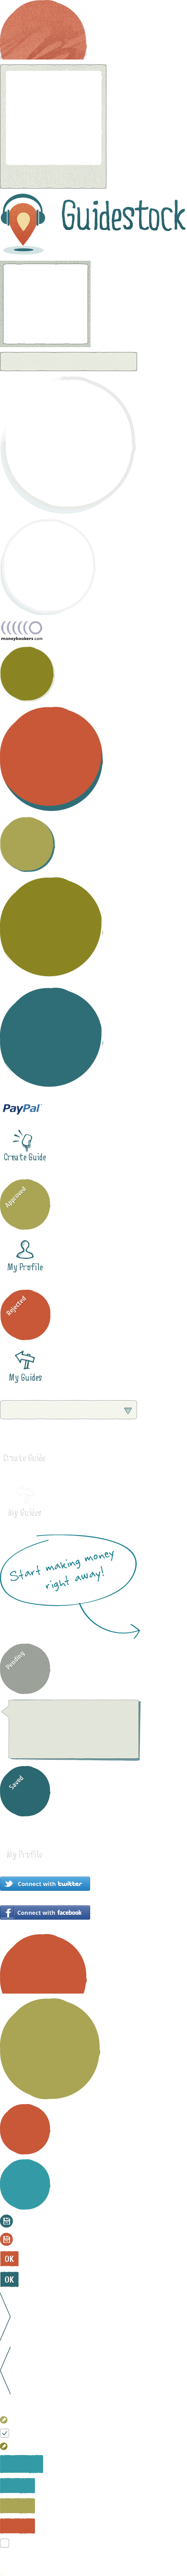 Guidestock
moneybookers.com
PayPal
Create Guide
Approved
My Profile
Rejected
My Guides
Create Guide
My Guides
Start making money
right away!
Pending
Saved
My Profile
Connect with twitter
Connect with facebook
OK
OK